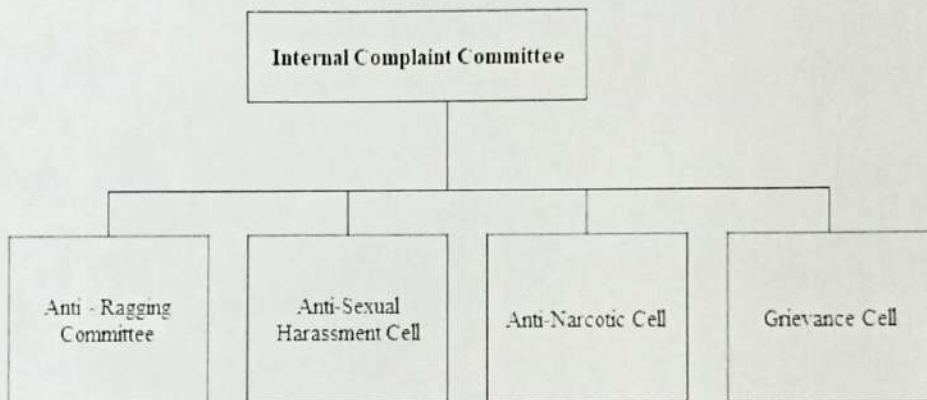 Internal Complaint Committee
Anti - Ragging
Committee
Anti-Sexual
Harassment Cell
Anti-Narcotic Cell
Grievance Cell